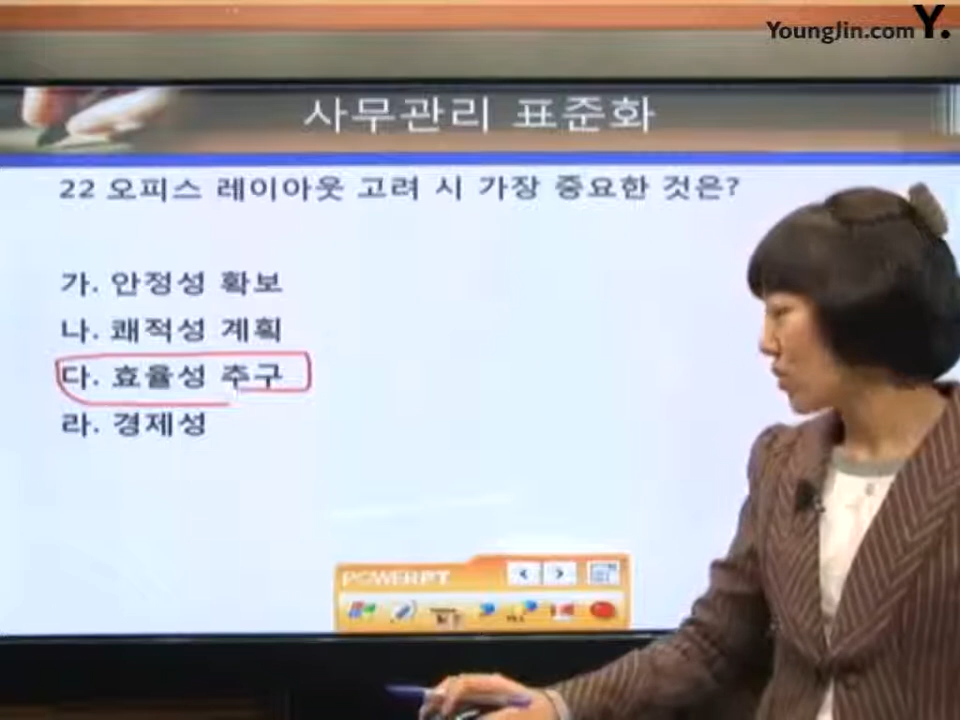 YoungJin.com Y.
사무관리 표준화
22 오피스 레이아웃 고려 시 가장 중요한 것은?
가. 안정성 확보
나. 쾌적성 계획
다. 효율성 추구
라. 경제성
POWERPT